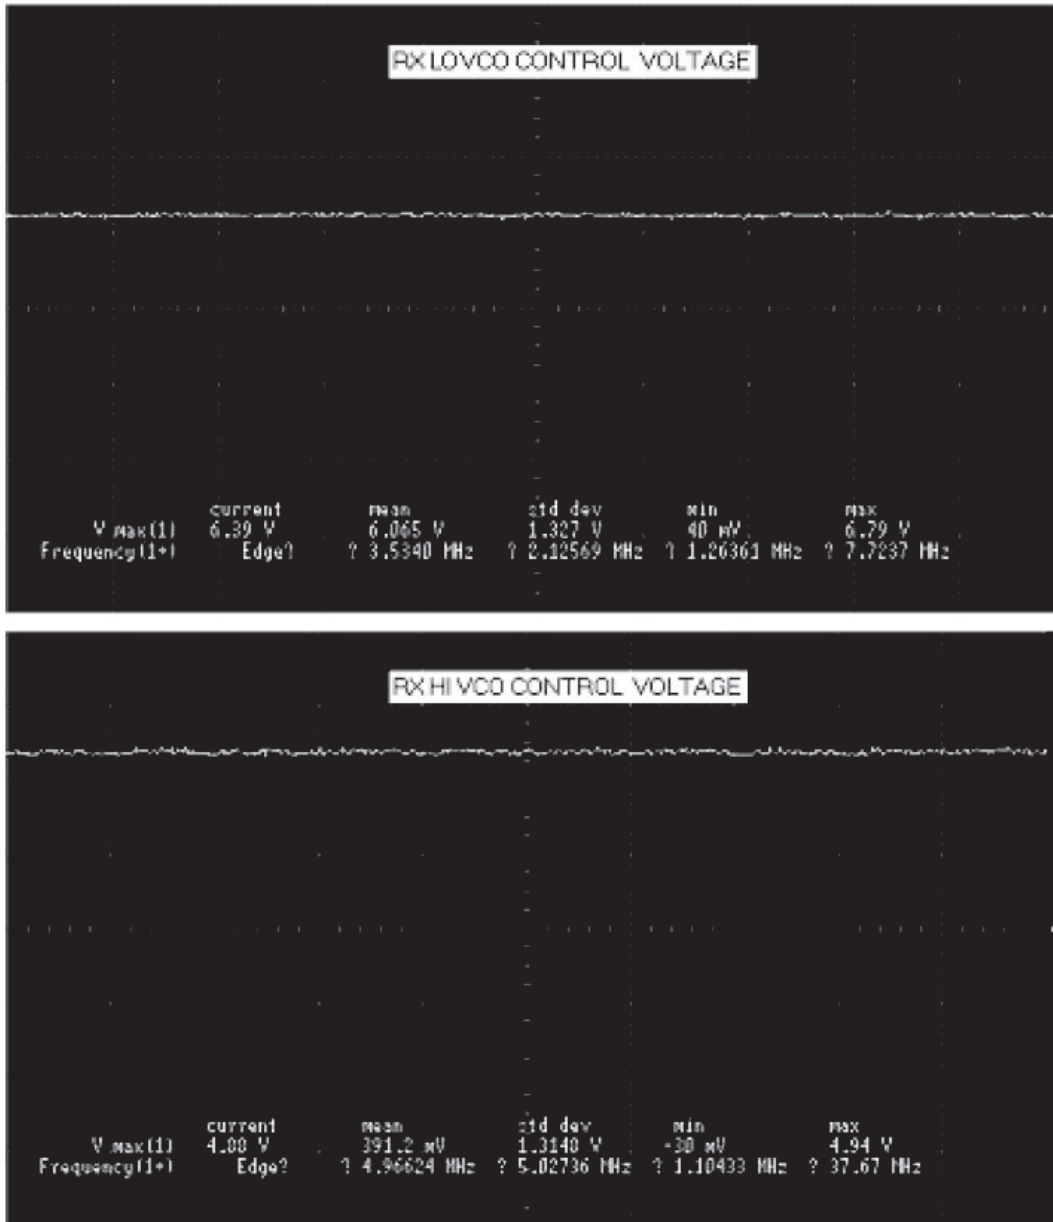 RX LO VCO CONTROL VOLTAGE
current mean std dev min max
V max(1) 6.39 V 6.065 V 1.327 V 40 mV 6.79 V
Frequency(1+) Edge? ? 3.5340 MHz ? 2.12569 MHz ? 1.26361 MHz ? 7.7237 MHz
RX HI VCO CONTROL VOLTAGE
current mean std dev min max
V max(1) 4.88 V 391.2 mV 1.3140 V -30 mV 4.94 V
Frequency(1+) Edge? ? 4.96624 MHz ? 5.02736 MHz ? 1.10433 MHz ? 37.67 MHz